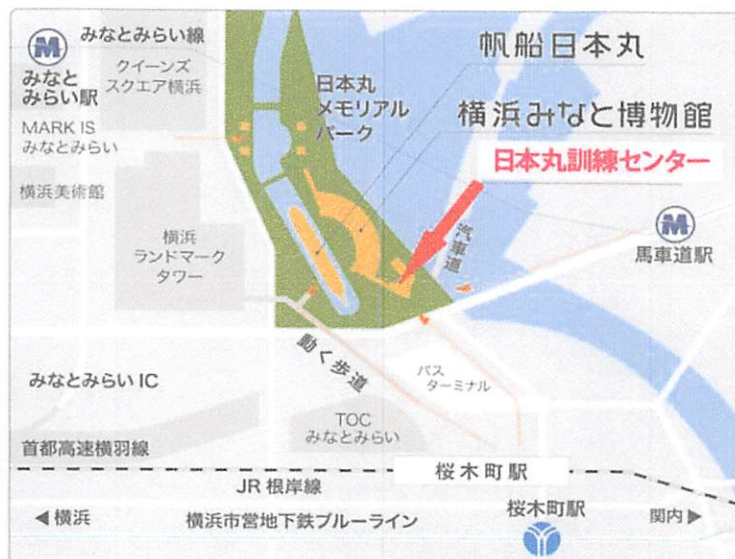 みなとみらい線
M
みなと
みらい駅
クイーンズ
スクエア横浜
MARK IS
みなとみらい
横浜美術館
横浜
ランドマーク
タワー
日本丸
メモリアル
パーク
帆船日本丸
横浜みなと博物館
日本丸訓練センター
汽車道
M
馬車道駅
動く歩道
バス
ターミナル
みなとみらいIC
TOC
みなとみらい
首都高速横羽線
桜木町駅
JR 根岸線
◀横浜
横浜市営地下鉄ブルーライン
桜木町駅
関内▶